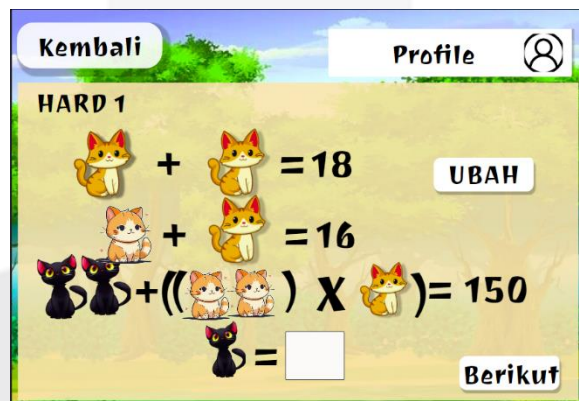 Kembali
Profile
HARD 1
+ = 18
UBAH
+ = 16
+(( ) X )= 150
=
Berikut